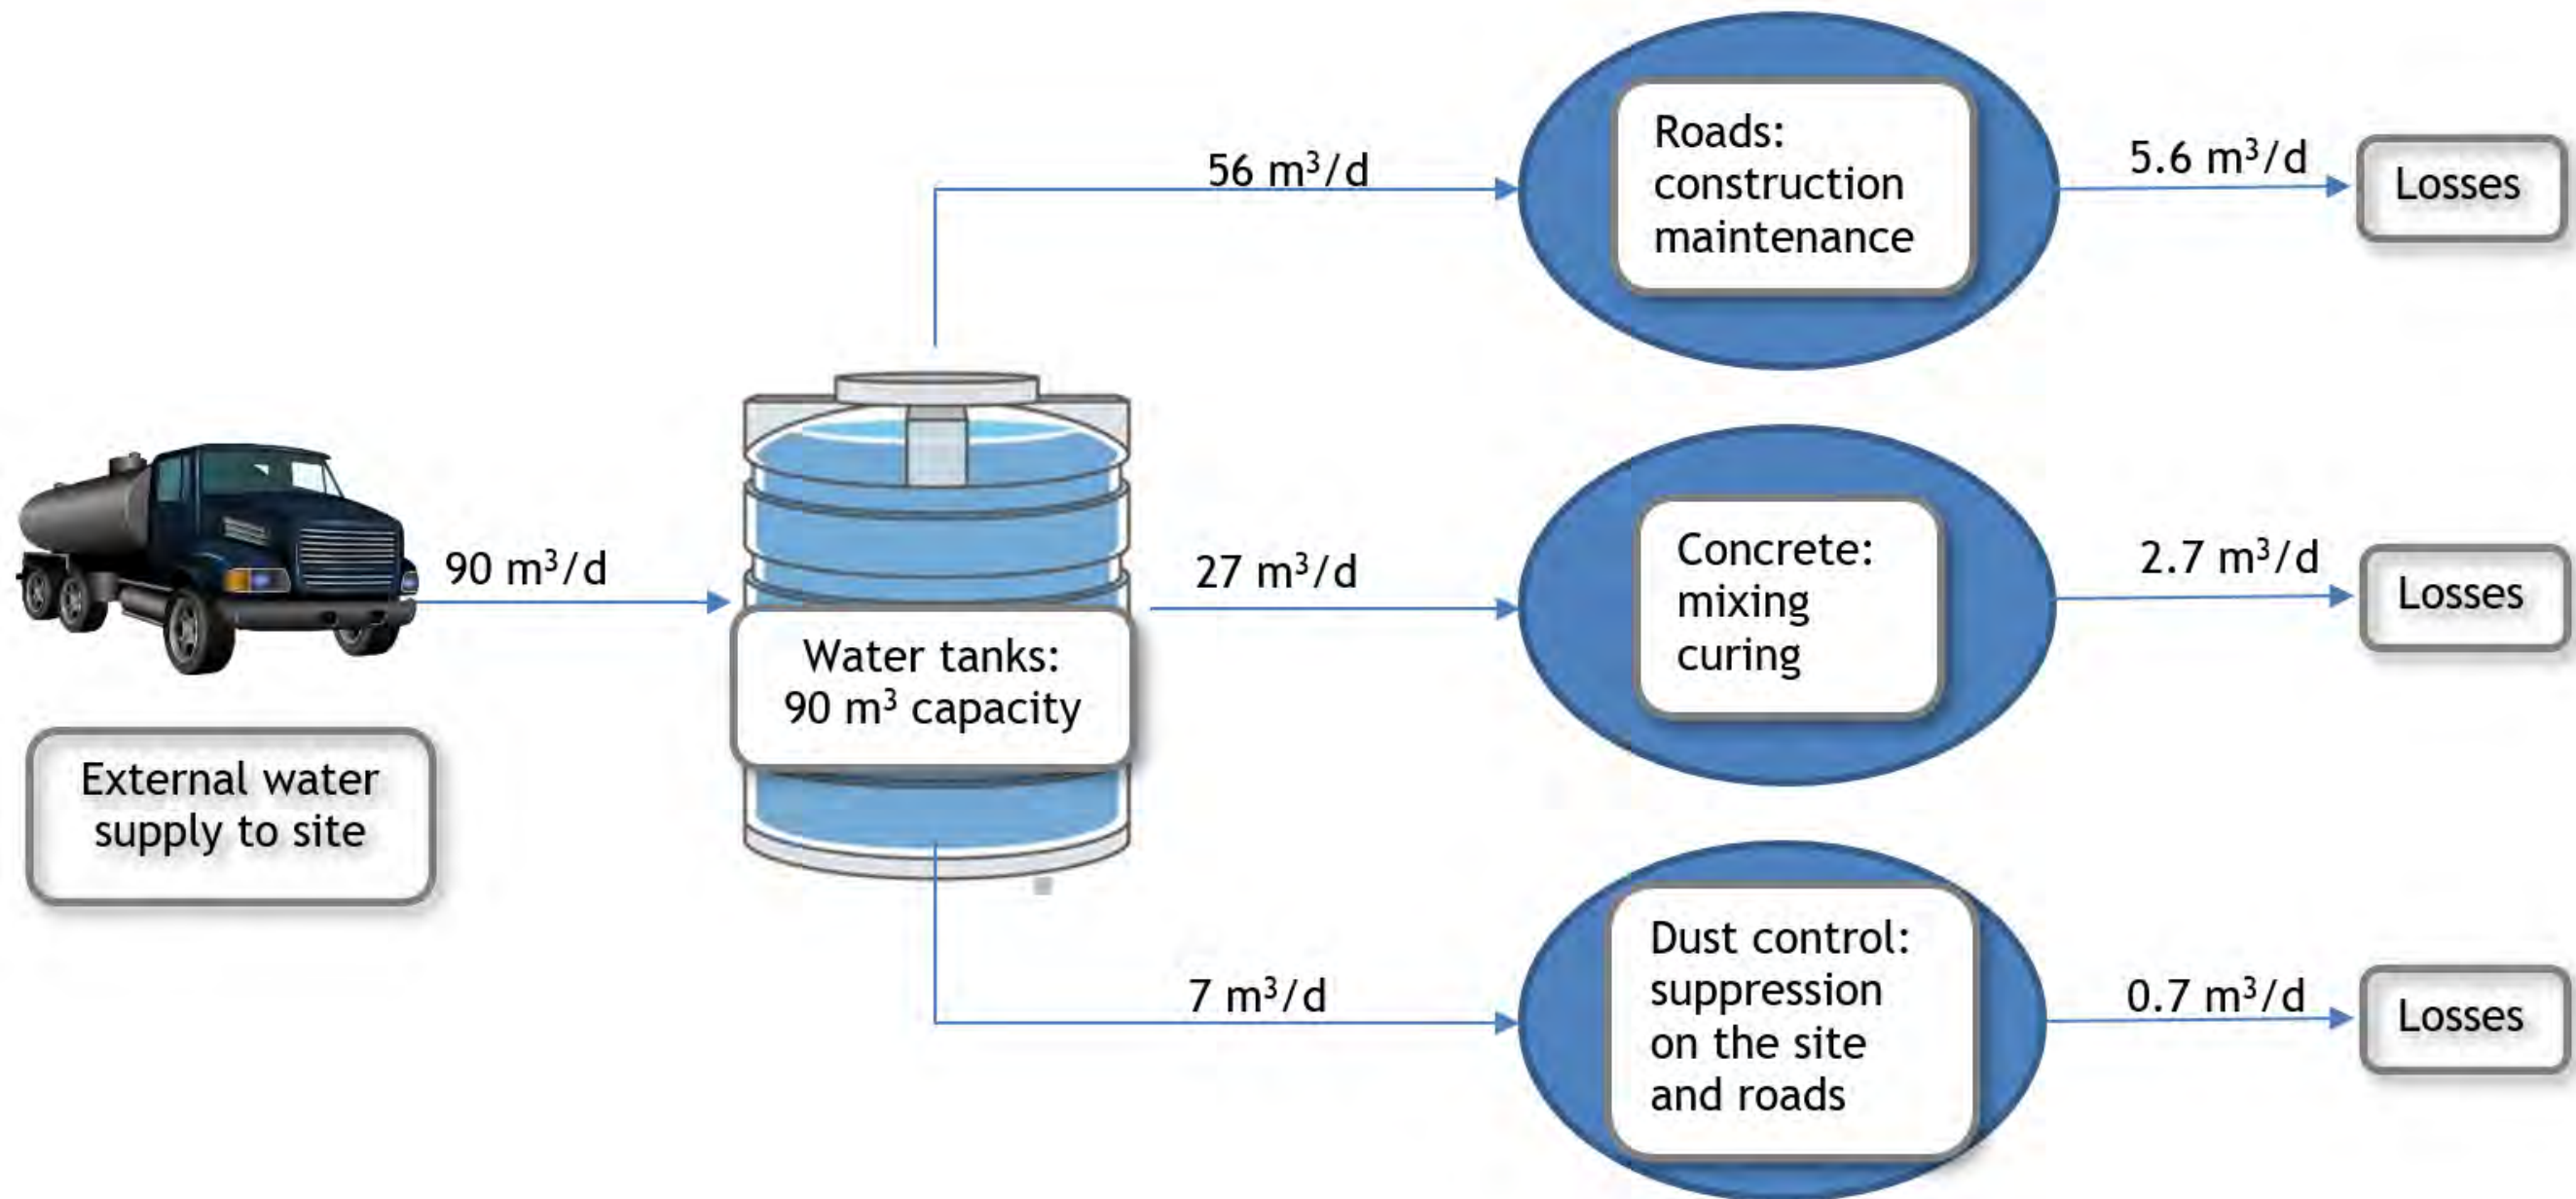 56 m³/d
Roads:
construction
maintenance
5.6 m³/d
Losses
90 m³/d
External water
supply to site
Water tanks:
90 m³ capacity
27 m³/d
Concrete:
mixing
curing
2.7 m³/d
Losses
7 m³/d
Dust control:
suppression
on the site
and roads
0.7 m³/d
Losses